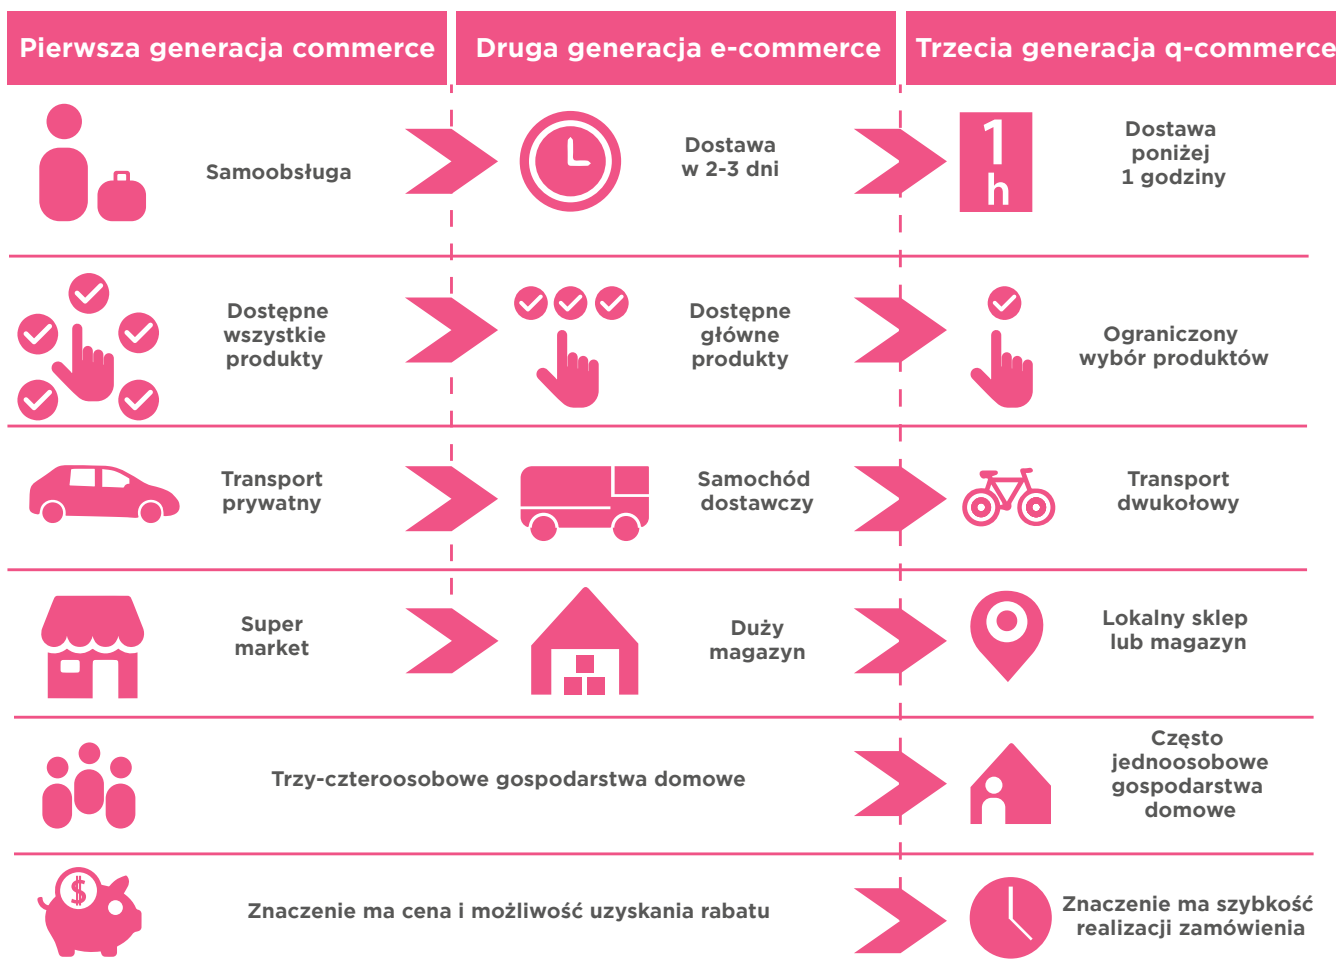 Pierwsza generacja commerce
Druga generacja e-commerce
Trzecia generacja q-commerce
Samoobsługa
Dostawa
w 2-3 dni
1
h
Dostawa
poniżej
1 godziny
Dostępne
wszystkie
produkty
Dostępne
główne
produkty
Ograniczony
wybór produktów
Transport
prywatny
Samochód
dostawczy
Transport
dwukołowy
Super
market
Duży
magazyn
Lokalny sklep
lub magazyn
Trzy-czteroosobowe gospodarstwa domowe
Często
jednoosobowe
gospodarstwa
domowe
$
Znaczenie ma cena i możliwość uzyskania rabatu
Znaczenie ma szybkość
realizacji zamówienia